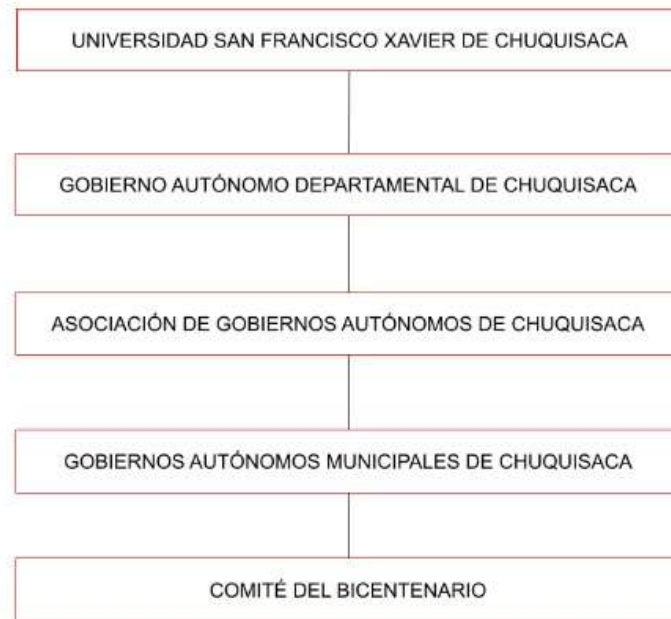 UNIVERSIDAD SAN FRANCISCO XAVIER DE CHUQUISACA
GOBIERNO AUTÓNOMO DEPARTAMENTAL DE CHUQUISACA
ASOCIACIÓN DE GOBIERNOS AUTÓNOMOS DE CHUQUISACA
GOBIERNOS AUTÓNOMOS MUNICIPALES DE CHUQUISACA
COMITÉ DEL BICENTENARIO